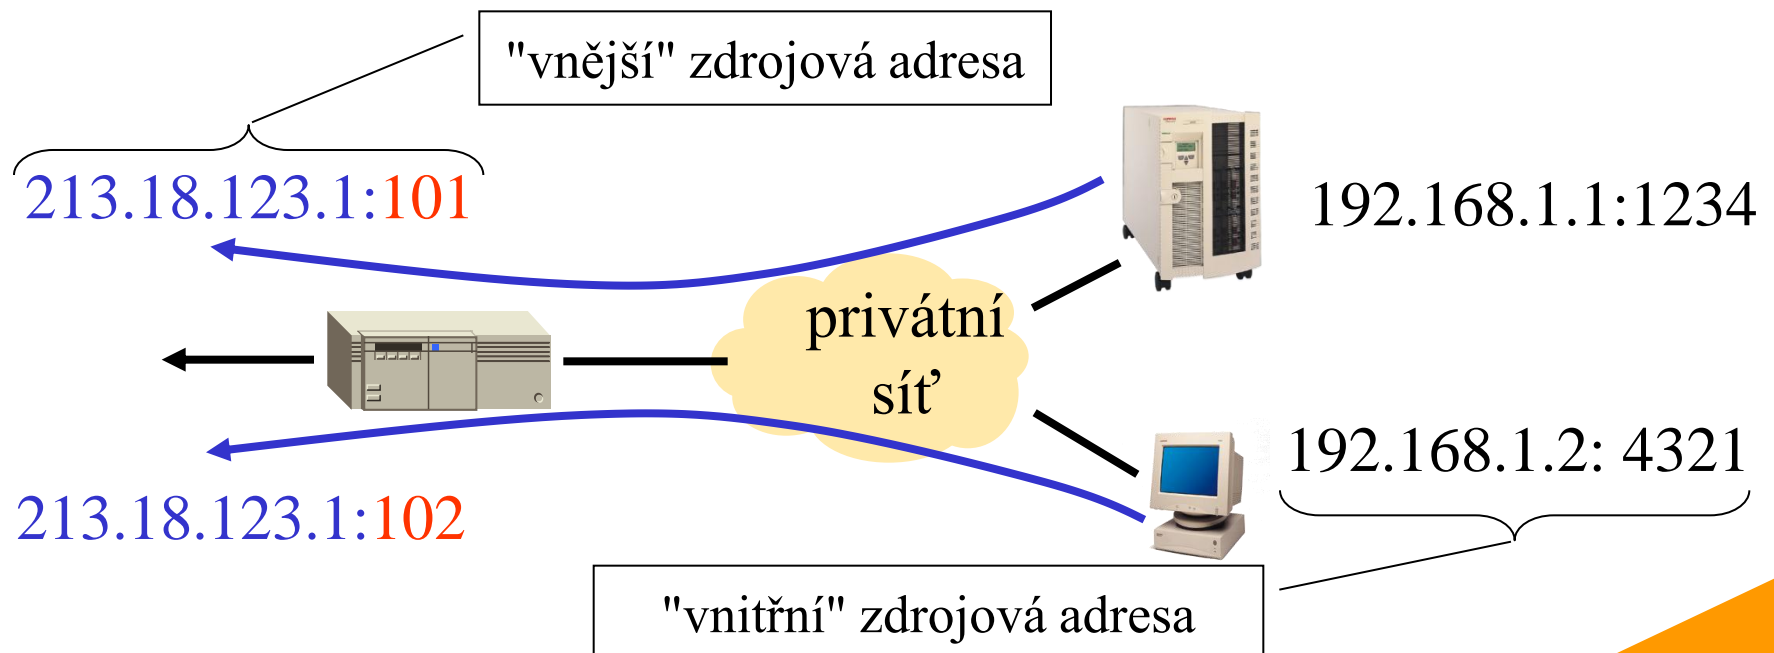 "vnější" zdrojová adresa
213.18.123.1:101
192.168.1.1:1234
privátní
síť
192.168.1.2: 4321
213.18.123.1:102
"vnitřní" zdrojová adresa